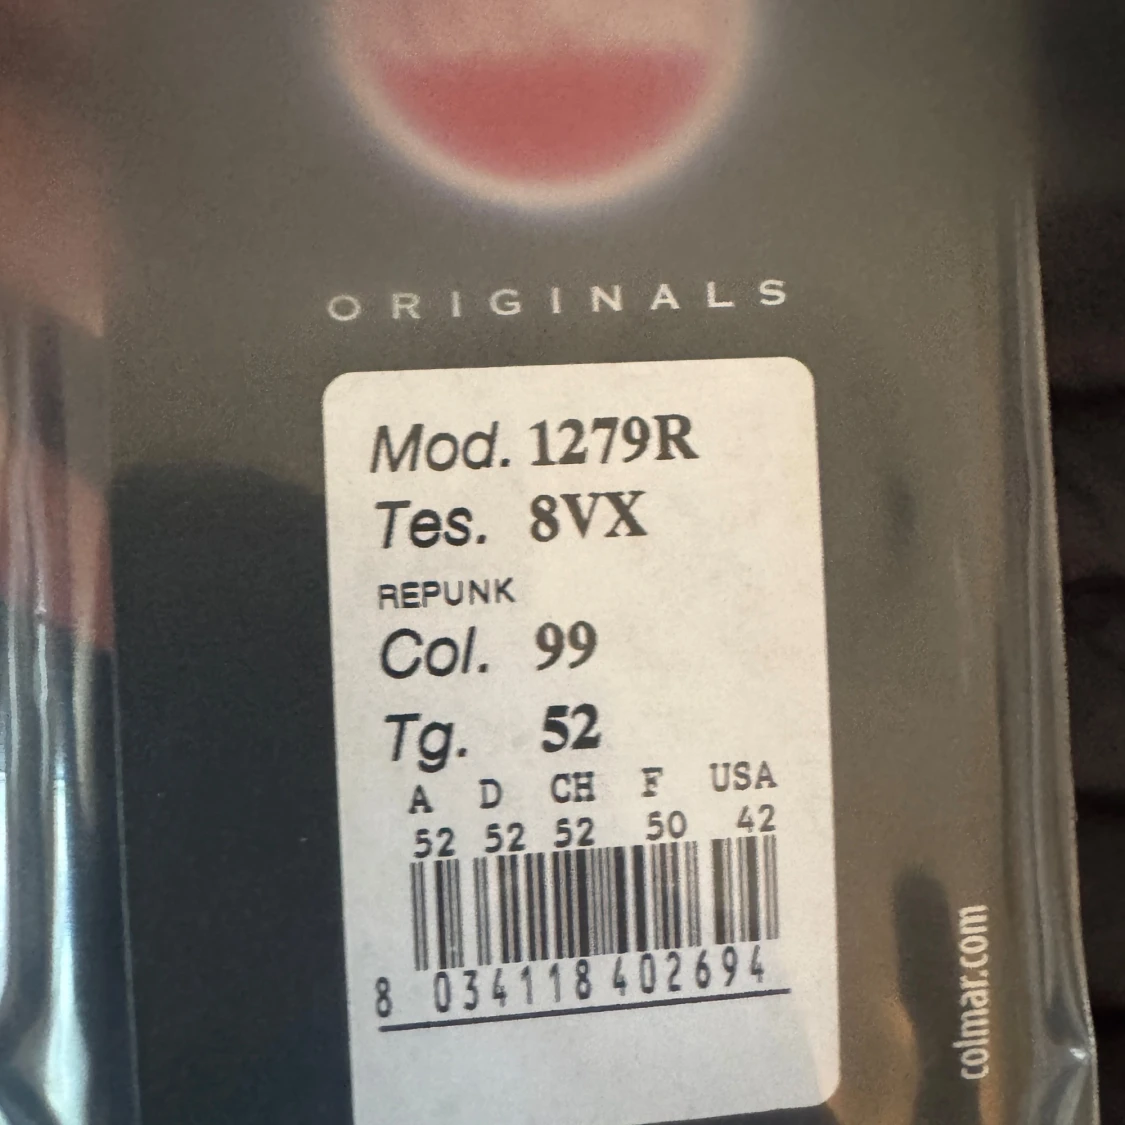 ORIGINALS
Mod. 1279R
Tes. 8VX
REPUNK
Col. 99
Tg. 52
A D CH F USA
52 52 52 50 42
8 034118 402694
colmar.com